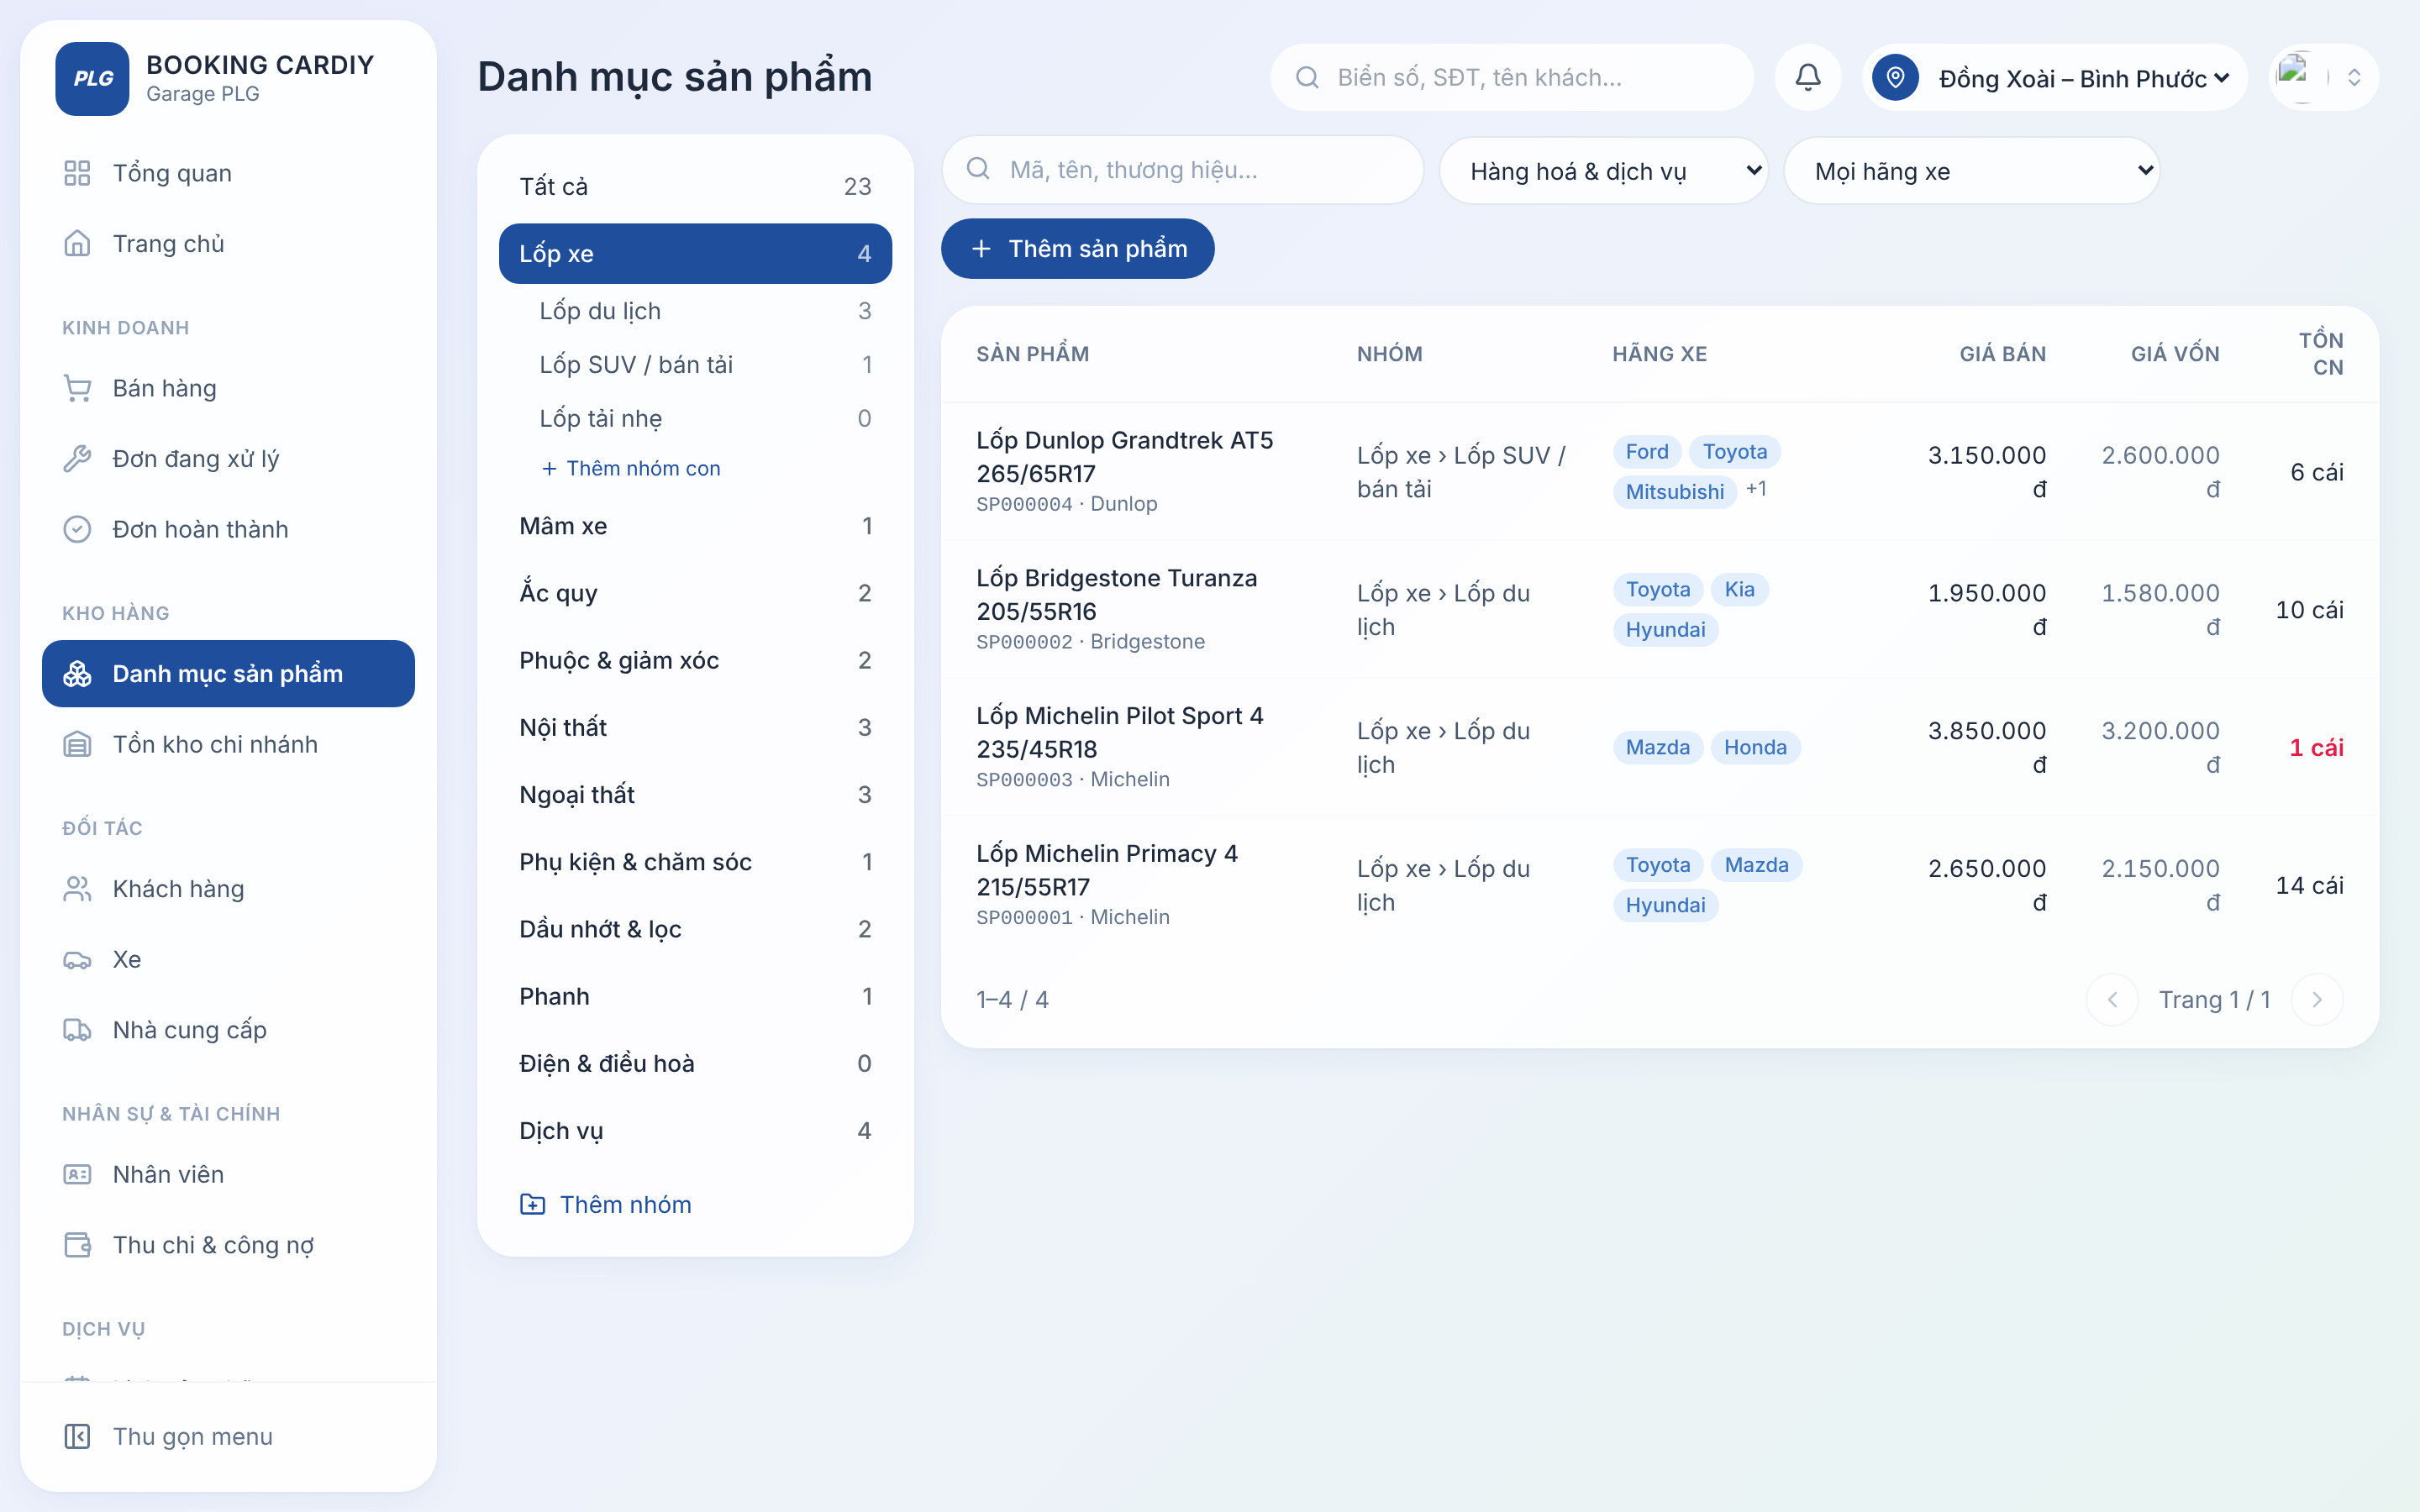 PLG
BOOKING CARDIY
Garage PLG
Tổng quan
Trang chủ
KINH DOANH
Bán hàng
Đơn đang xử lý
Đơn hoàn thành
KHO HÀNG
Danh mục sản phẩm
Tồn kho chi nhánh
ĐỐI TÁC
Khách hàng
Xe
Nhà cung cấp
NHÂN SỰ & TÀI CHÍNH
Nhân viên
Thu chi & công nợ
DỊCH VỤ
Thu gọn menu
Danh mục sản phẩm
Biển số, SĐT, tên khách...
Đồng Xoài – Bình Phước
Tất cả 23
Lốp xe 4
Lốp du lịch 3
Lốp SUV / bán tải 1
Lốp tải nhẹ 0
+ Thêm nhóm con
Mâm xe 1
Ắc quy 2
Phuộc & giảm xóc 2
Nội thất 3
Ngoại thất 3
Phụ kiện & chăm sóc 1
Dầu nhớt & lọc 2
Phanh 1
Điện & điều hoà 0
Dịch vụ 4
Thêm nhóm
Mã, tên, thương hiệu...
Hàng hoá & dịch vụ
Mọi hãng xe
+ Thêm sản phẩm
SẢN PHẨM NHÓM HÃNG XE GIÁ BÁN GIÁ VỐN TỒN CN
Lốp Dunlop Grandtrek AT5
265/65R17
SP000004 · Dunlop
Lốp xe › Lốp SUV /
bán tải
Ford Toyota
Mitsubishi +1
3.150.000
đ
2.600.000
đ
6 cái
Lốp Bridgestone Turanza
205/55R16
SP000002 · Bridgestone
Lốp xe › Lốp du
lịch
Toyota Kia
Hyundai
1.950.000
đ
1.580.000
đ
10 cái
Lốp Michelin Pilot Sport 4
235/45R18
SP000003 · Michelin
Lốp xe › Lốp du
lịch
Mazda Honda
3.850.000
đ
3.200.000
đ
1 cái
Lốp Michelin Primacy 4
215/55R17
SP000001 · Michelin
Lốp xe › Lốp du
lịch
Toyota Mazda
Hyundai
2.650.000
đ
2.150.000
đ
14 cái
1–4 / 4
Trang 1 / 1